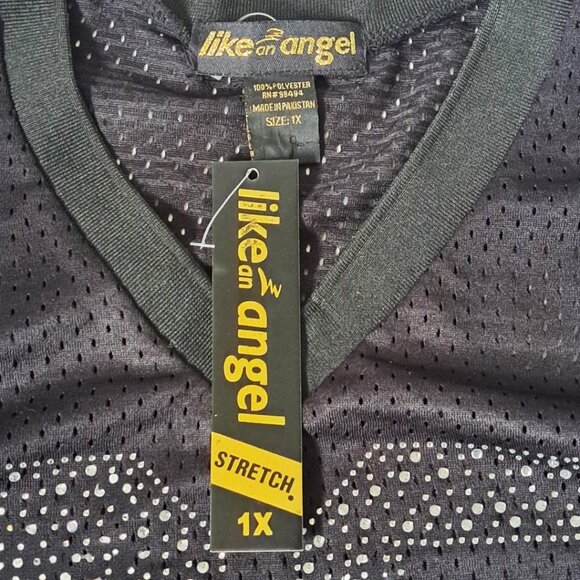 like an angel
100% POLYESTER
RN# 99494
MADE IN PAKISTAN
SIZE: 1X
like an angel
STRETCH
1X